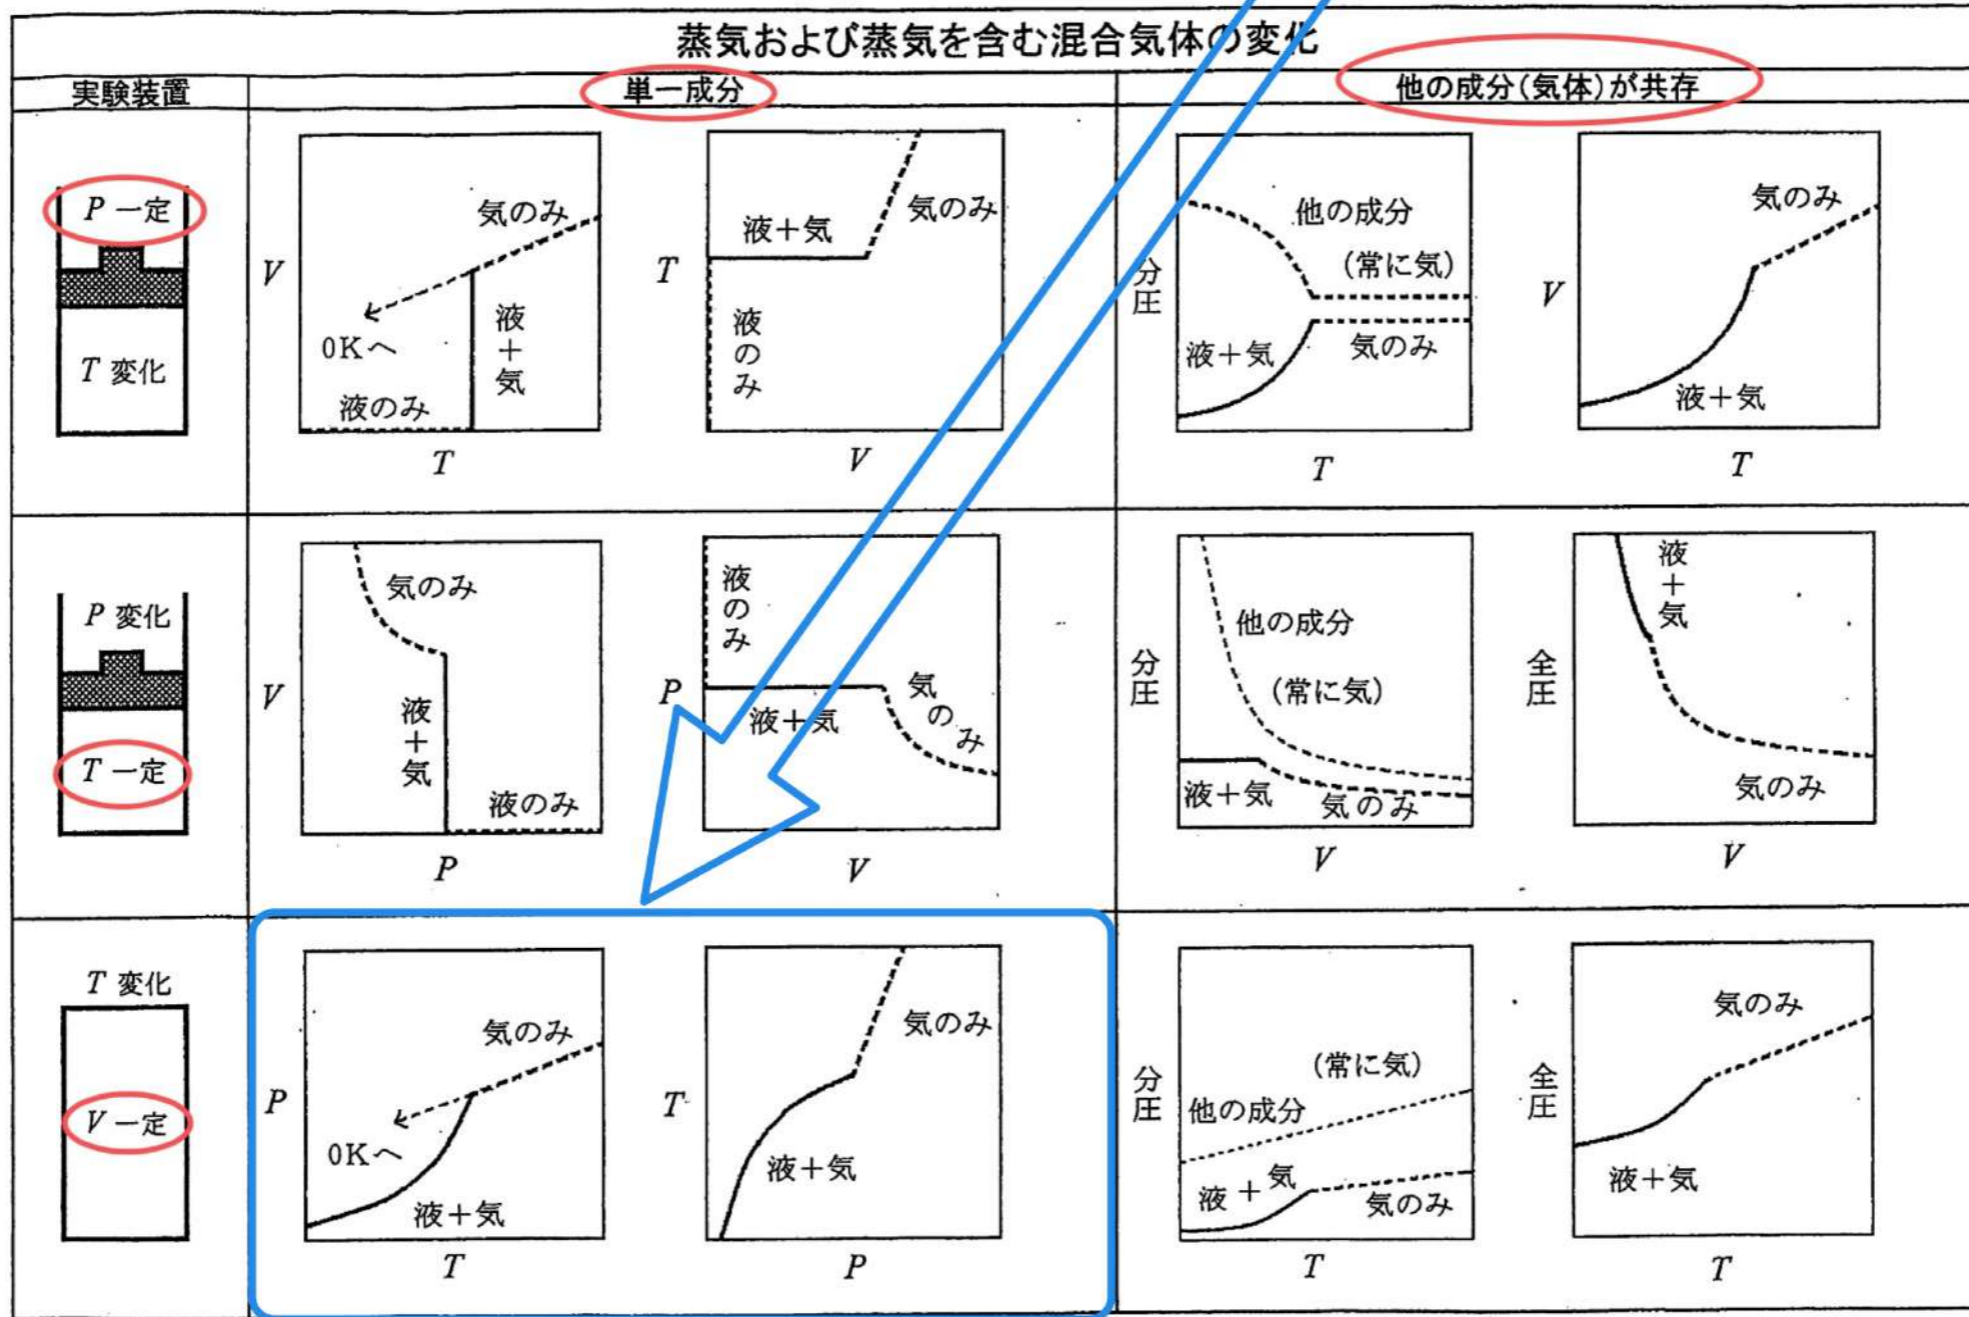 蒸気および蒸気を含む混合気体の変化
実験装置
単一成分
他の成分(気体)が共存
P 一定
T 変化
V
気のみ
液+気
0Kへ
液のみ
T
T
液+気
気のみ
液のみ
V
分圧
他の成分
(常に気)
液+気
気のみ
T
V
気のみ
液+気
T
P 変化
T 一定
V
気のみ
液+気
液のみ
P
P
液のみ
液+気
気のみ
V
分圧
他の成分
(常に気)
液+気
気のみ
V
全圧
液+気
気のみ
V
T 変化
V 一定
P
気のみ
0Kへ
液+気
T
T
気のみ
液+気
P
分圧
(常に気)
他の成分
液+気
気のみ
T
全圧
気のみ
液+気
T